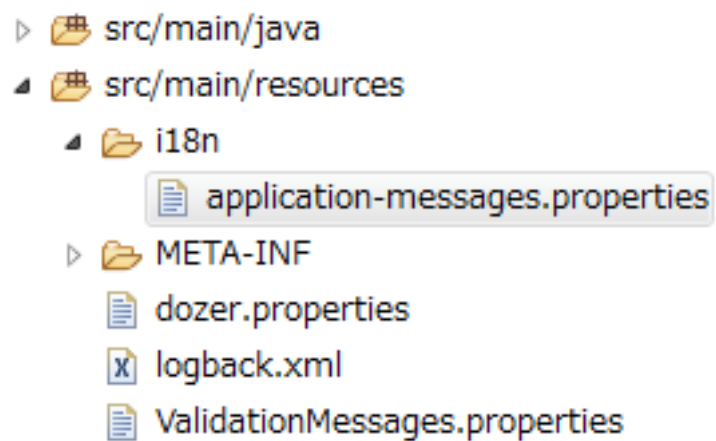 src/main/java
src/main/resources
i18n
application-messages.properties
META-INF
dozer.properties
logback.xml
ValidationMessages.properties